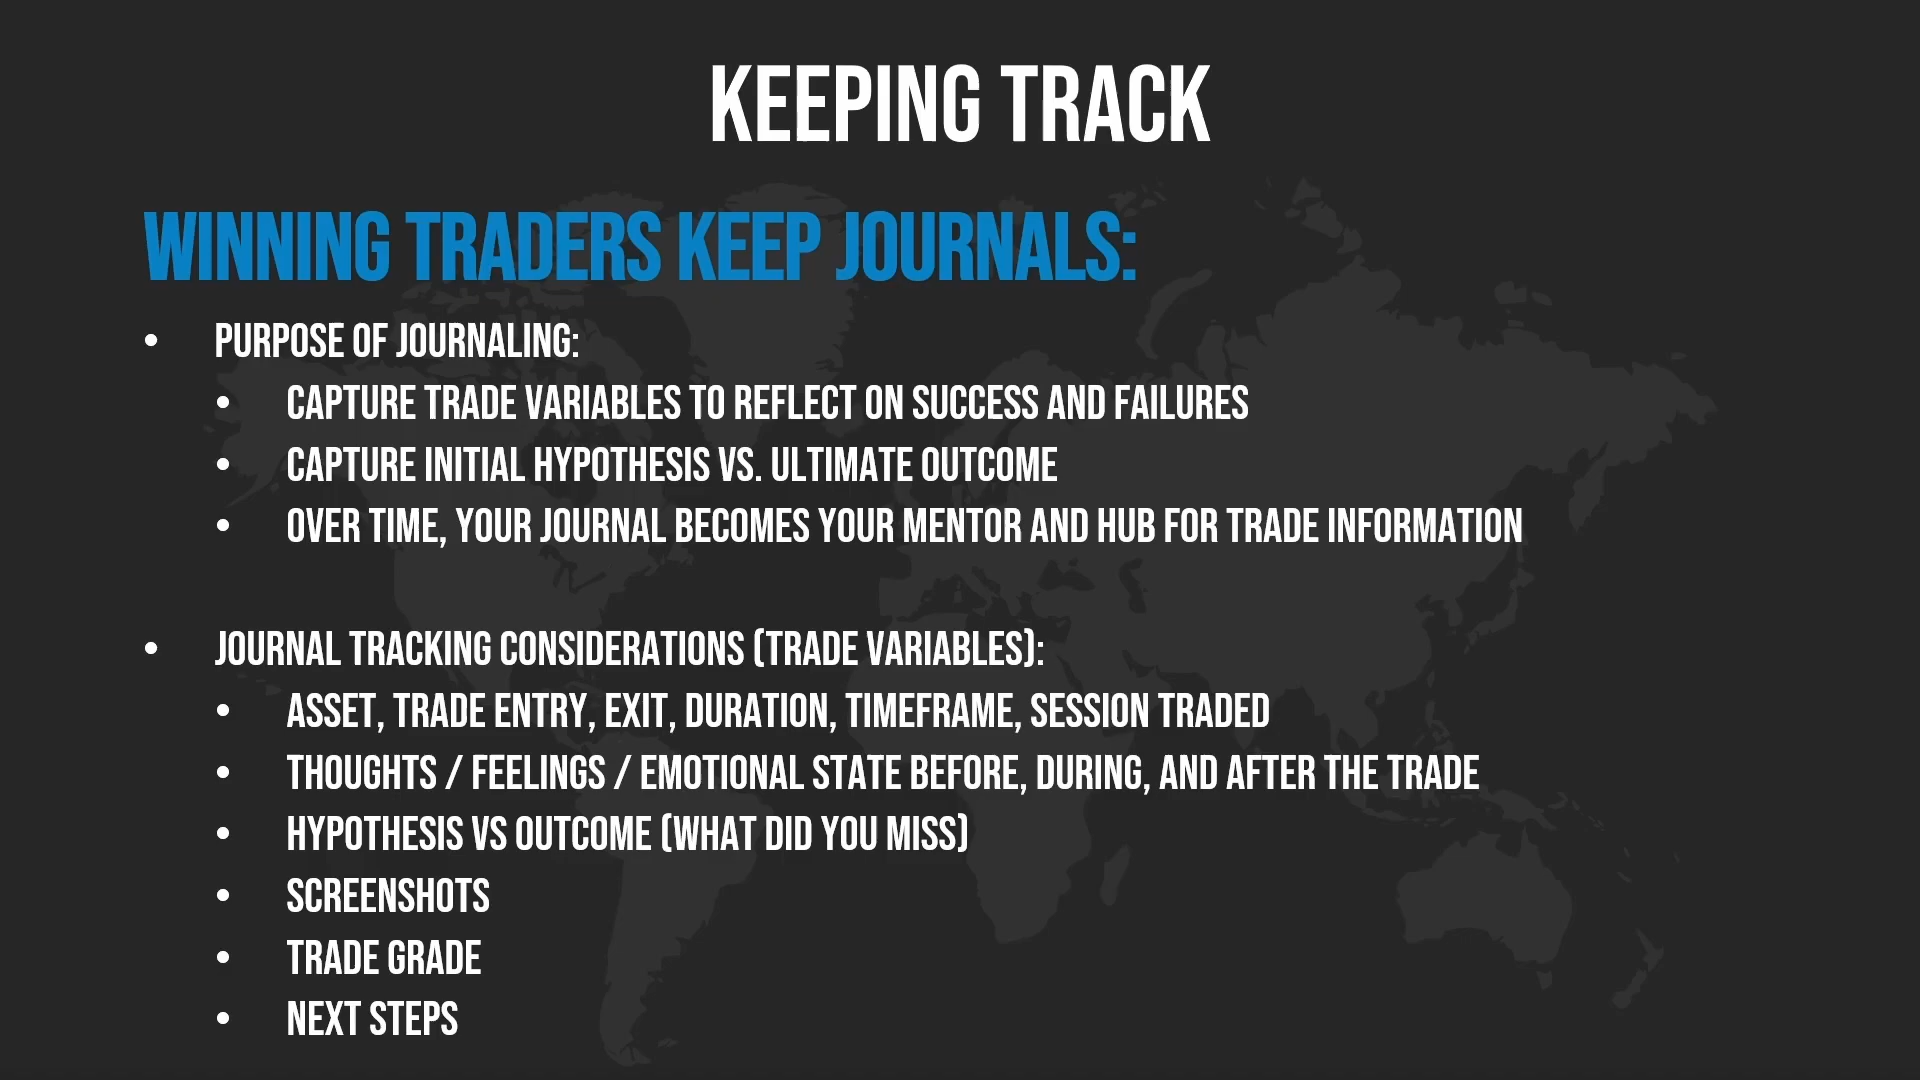 KEEPING TRACK
WINNING TRADERS KEEP JOURNALS:
• PURPOSE OF JOURNALING:
• CAPTURE TRADE VARIABLES TO REFLECT ON SUCCESS AND FAILURES
• CAPTURE INITIAL HYPOTHESIS VS. ULTIMATE OUTCOME
• OVER TIME, YOUR JOURNAL BECOMES YOUR MENTOR AND HUB FOR TRADE INFORMATION
• JOURNAL TRACKING CONSIDERATIONS (TRADE VARIABLES):
• ASSET, TRADE ENTRY, EXIT, DURATION, TIMEFRAME, SESSION TRADED
• THOUGHTS / FEELINGS / EMOTIONAL STATE BEFORE, DURING, AND AFTER THE TRADE
• HYPOTHESIS VS OUTCOME (WHAT DID YOU MISS)
• SCREENSHOTS
• TRADE GRADE
• NEXT STEPS